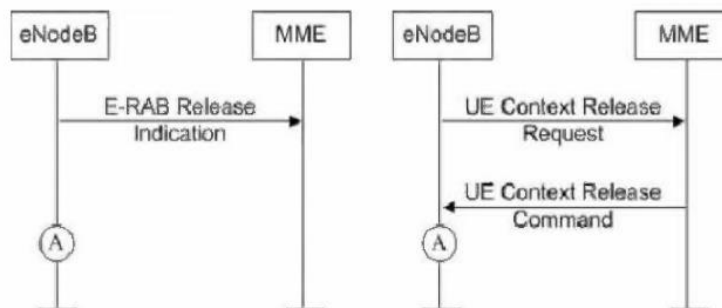 eNodeB
MME
E-RAB Release
Indication
A
eNodeB
MME
UE Context Release
Request
UE Context Release
Command
A